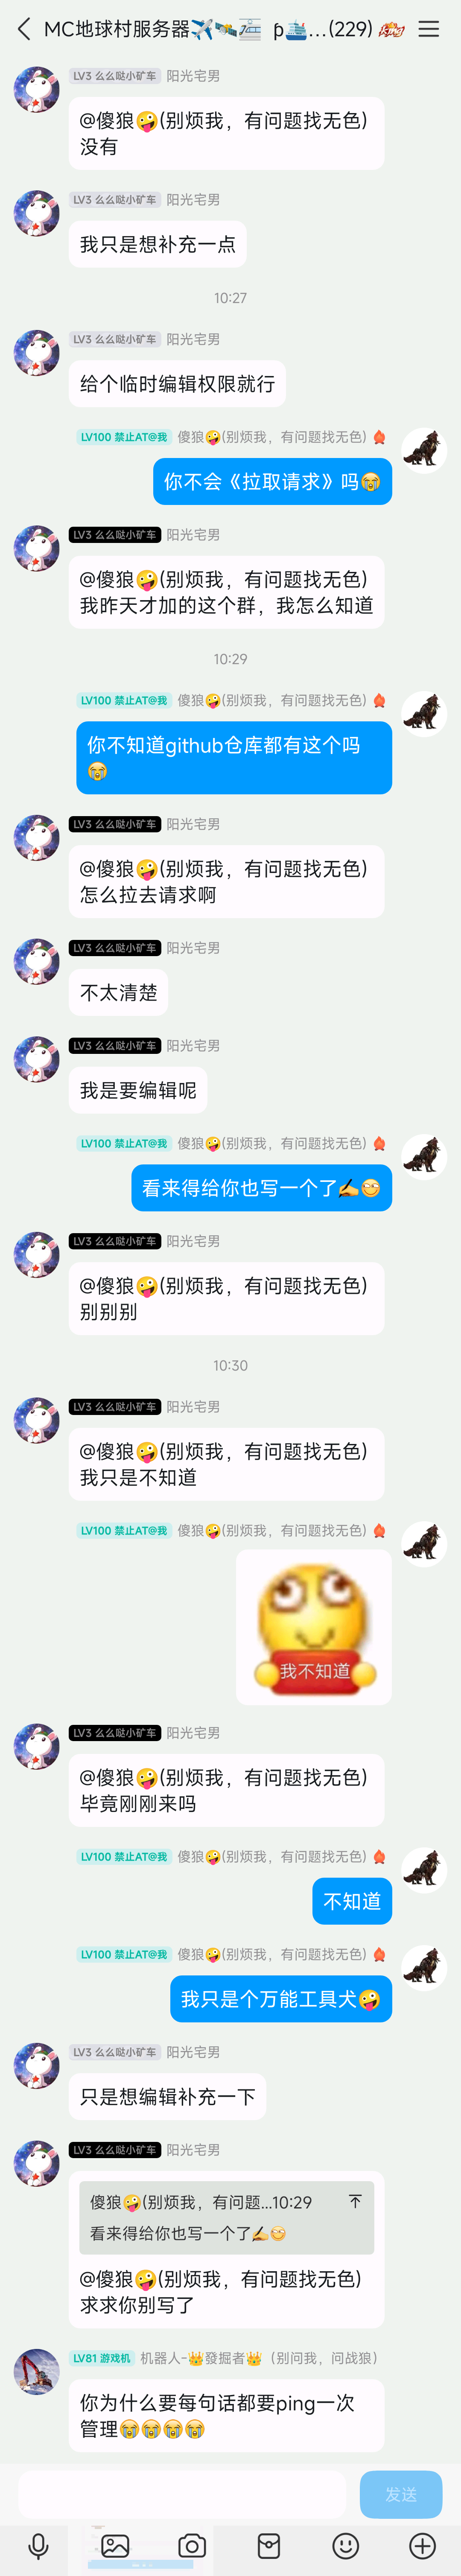 MC地球村服务器✈️🛰️🚈 ꝑ🛳️...(229)
LV3 么么哒小矿车 阳光宅男
@傻狼🤪(别烦我，有问题找无色)
没有
LV3 么么哒小矿车 阳光宅男
我只是想补充一点
10:27
LV3 么么哒小矿车 阳光宅男
给个临时编辑权限就行
LV100 禁止AT@我 傻狼🤪(别烦我，有问题找无色)
你不会《拉取请求》吗😭
LV3 么么哒小矿车 阳光宅男
@傻狼🤪(别烦我，有问题找无色)
我昨天才加的这个群，我怎么知道
10:29
LV100 禁止AT@我 傻狼🤪(别烦我，有问题找无色)
你不知道github仓库都有这个吗
😭
LV3 么么哒小矿车 阳光宅男
@傻狼🤪(别烦我，有问题找无色)
怎么拉去请求啊
LV3 么么哒小矿车 阳光宅男
不太清楚
LV3 么么哒小矿车 阳光宅男
我是要编辑呢
LV100 禁止AT@我 傻狼🤪(别烦我，有问题找无色)
看来得给你也写一个了✍️🤓
LV3 么么哒小矿车 阳光宅男
@傻狼🤪(别烦我，有问题找无色)
别别别
10:30
LV3 么么哒小矿车 阳光宅男
@傻狼🤪(别烦我，有问题找无色)
我只是不知道
LV100 禁止AT@我 傻狼🤪(别烦我，有问题找无色)
我不知道
LV3 么么哒小矿车 阳光宅男
@傻狼🤪(别烦我，有问题找无色)
毕竟刚刚来吗
LV100 禁止AT@我 傻狼🤪(别烦我，有问题找无色)
不知道
LV100 禁止AT@我 傻狼🤪(别烦我，有问题找无色)
我只是个万能工具犬🤪
LV3 么么哒小矿车 阳光宅男
只是想编辑补充一下
LV3 么么哒小矿车 阳光宅男
傻狼🤪(别烦我，有问题...10:29
看来得给你也写一个了✍️🤓
@傻狼🤪(别烦我，有问题找无色)
求求你别写了
LV81 游戏机 机器人-👑發掘者👑（别问我，问战狼）
你为什么要每句话都要ping一次
管理😭😭😭😭
发送